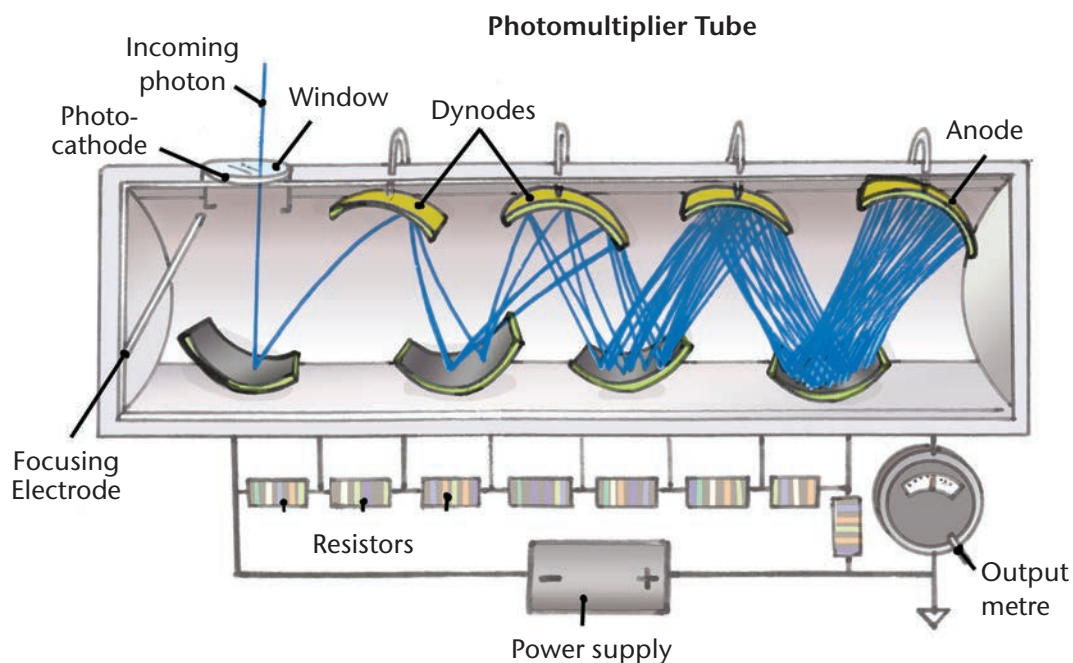 Photomultiplier Tube
Incoming
photon
Window
Photo-
cathode
Dynodes
Anode
Focusing
Electrode
Resistors
− +
Power supply
Output
metre